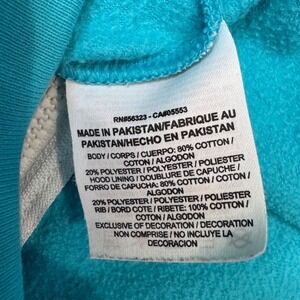 RN#56323 - CA#05553
MADE IN PAKISTAN/FABRIQUE AU
PAKISTAN/HECHO EN PAKISTAN
BODY / CORPS / CUERPO: 80% COTTON /
COTON / ALGODON
20% POLYESTER / POLYESTER / POLIESTER
HOOD LINING / DOUBLURE DE CAPUCHE /
FORRO DE CAPUCHA: 80% COTTON /
COTON / ALGODON
20% POLYESTER / POLYESTER / POLIESTER
RIB / BORD COTE / RIBETE: 100% COTTON /
COTON / ALGODON
EXCLUSIVE OF DECORATION / DECORATION
NON COMPRISE / NO INCLUYE LA
DECORACION